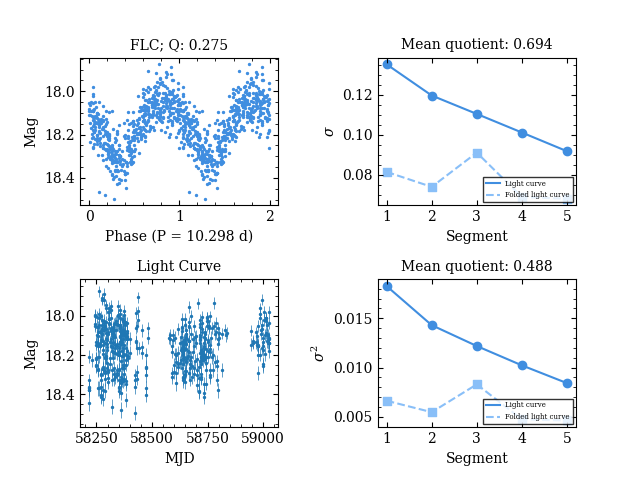 FLC; Q: 0.275
Mag
18.0
18.2
18.4
0
1
2
Phase (P = 10.298 d)
Mean quotient: 0.694
σ
0.12
0.10
0.08
1 2 3 4 5
Segment
Light curve
Folded light curve
Light Curve
Mag
18.0
18.2
18.4
58250 58500 58750 59000
MJD
Mean quotient: 0.488
σ²
0.015
0.010
0.005
1 2 3 4 5
Segment
Light curve
Folded light curve